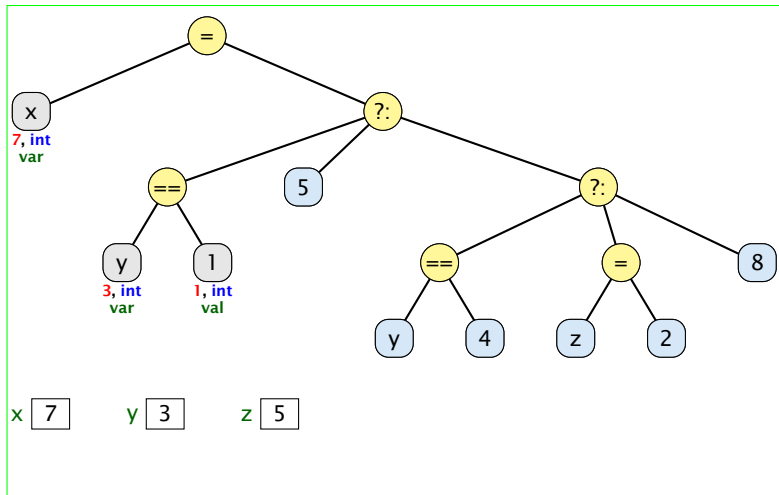 =
x
?:
7, int
var
==
5
?:
y
1
==
=
8
3, int
var
1, int
val
y
4
z
2
x 7
y 3
z 5